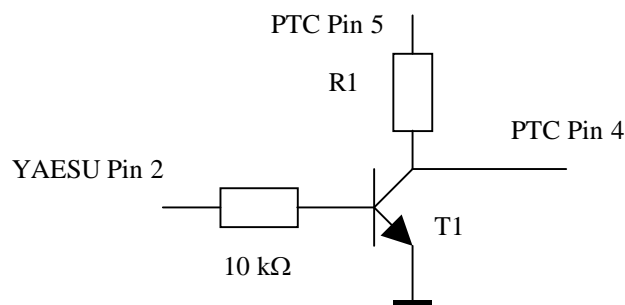 PTC Pin 5
R1
PTC Pin 4
YAESU Pin 2
T1
10 kΩ